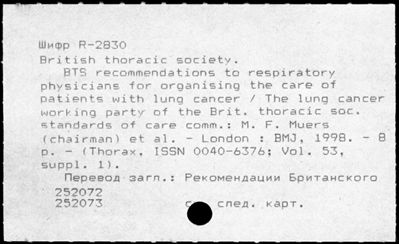 Шифр R-2830
British thoracic society.
BTS recommendations to respiratory
physicians for organising the care of
patients with lung cancer / The lung cancer
working party of the Brit. thoracic soc.
standards of care comm.: M. F. Muers
(chairman) et al. - London : BMJ, 1998. - 8
p. - (Thorax, ISSN 0040-6376; Vol. 53,
suppl. 1).
Перевод загл.: Рекомендации Британского
252072
252073 след. карт.